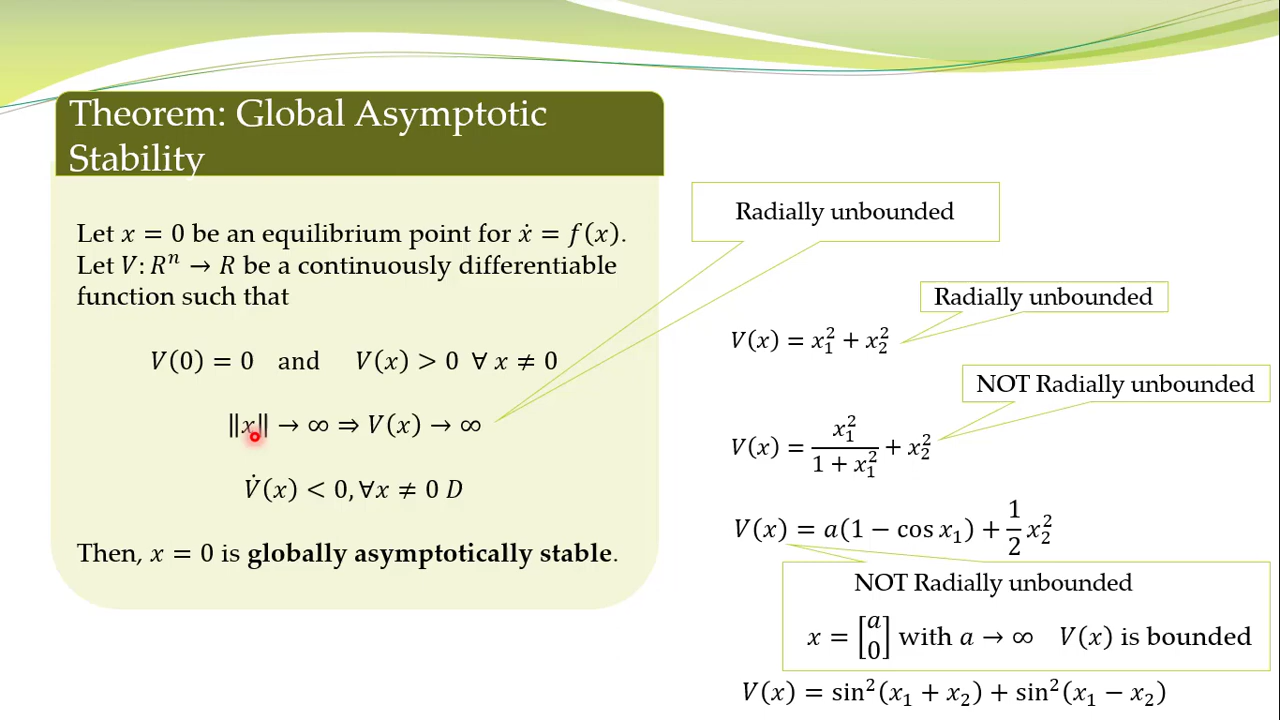 Theorem: Global Asymptotic
Stability
Let x = 0 be an equilibrium point for ẋ = f(x).
Let V: Rⁿ → R be a continuously differentiable
function such that
V(0) = 0 and V(x) > 0 ∀ x ≠ 0
‖x‖ → ∞ ⇒ V(x) → ∞
V̇(x) < 0, ∀x ≠ 0 D
Then, x = 0 is globally asymptotically stable.
Radially unbounded
Radially unbounded
V(x) = x₁² + x₂²
NOT Radially unbounded
V(x) = x₁² / (1 + x₁²) + x₂²
V(x) = a(1 − cos x₁) + 1/2 x₂²
NOT Radially unbounded
x = [a 0] with a → ∞ V(x) is bounded
V(x) = sin²(x₁ + x₂) + sin²(x₁ − x₂)